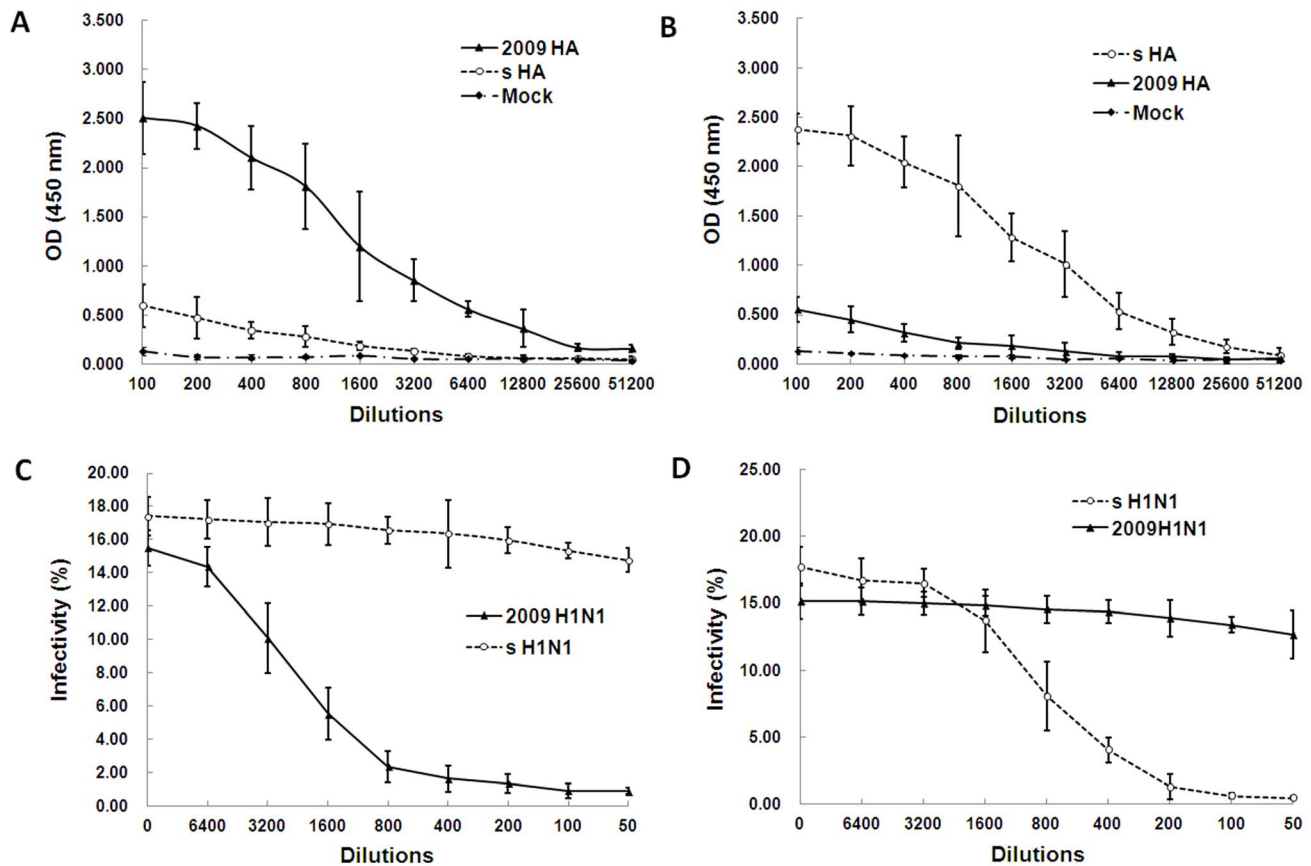 A
3.500
3.000
2.500
2.000
1.500
1.000
0.500
0.000
OD (450 nm)
2009 HA
s HA
Mock
100 200 400 800 1600 3200 6400 12800 25600 51200
Dilutions
B
3.500
3.000
2.500
2.000
1.500
1.000
0.500
0.000
OD (450 nm)
s HA
2009 HA
Mock
100 200 400 800 1600 3200 6400 12800 25600 51200
Dilutions
C
20.00
18.00
16.00
14.00
12.00
10.00
8.00
6.00
4.00
2.00
0.00
Infectivity (%)
2009 H1N1
s H1N1
0 6400 3200 1600 800 400 200 100 50
Dilutions
D
25.00
20.00
15.00
10.00
5.00
0.00
Infectivity (%)
s H1N1
2009H1N1
0 6400 3200 1600 800 400 200 100 50
Dilutions